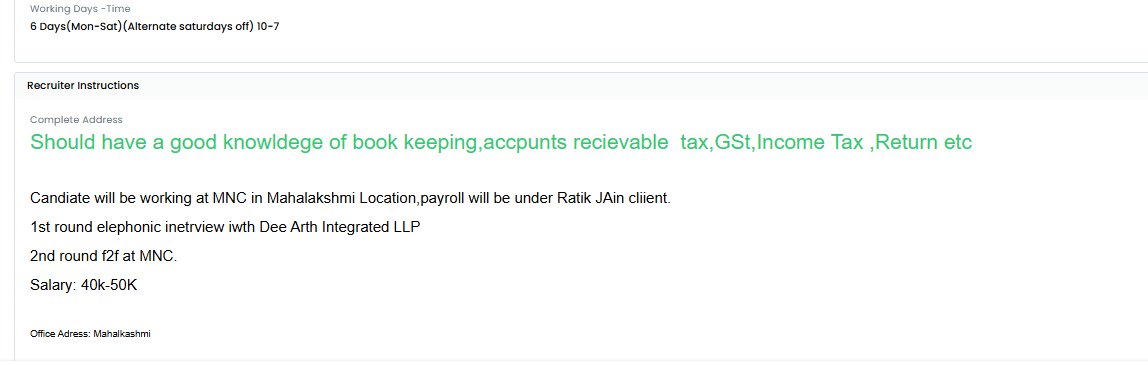 Working Days -Time
6 Days(Mon-Sat)(Alternate saturdays off) 10-7
Recruiter Instructions
Complete Address
Should have a good knowldege of book keeping,accpunts recievable  tax,GSt,Income Tax ,Return etc
Candiate will be working at MNC in Mahalakshmi Location,payroll will be under Ratik JAin cliient.
1st round elephonic inetrview iwth Dee Arth Integrated LLP
2nd round f2f at MNC.
Salary: 40k-50K
Office Adress: Mahalkashmi